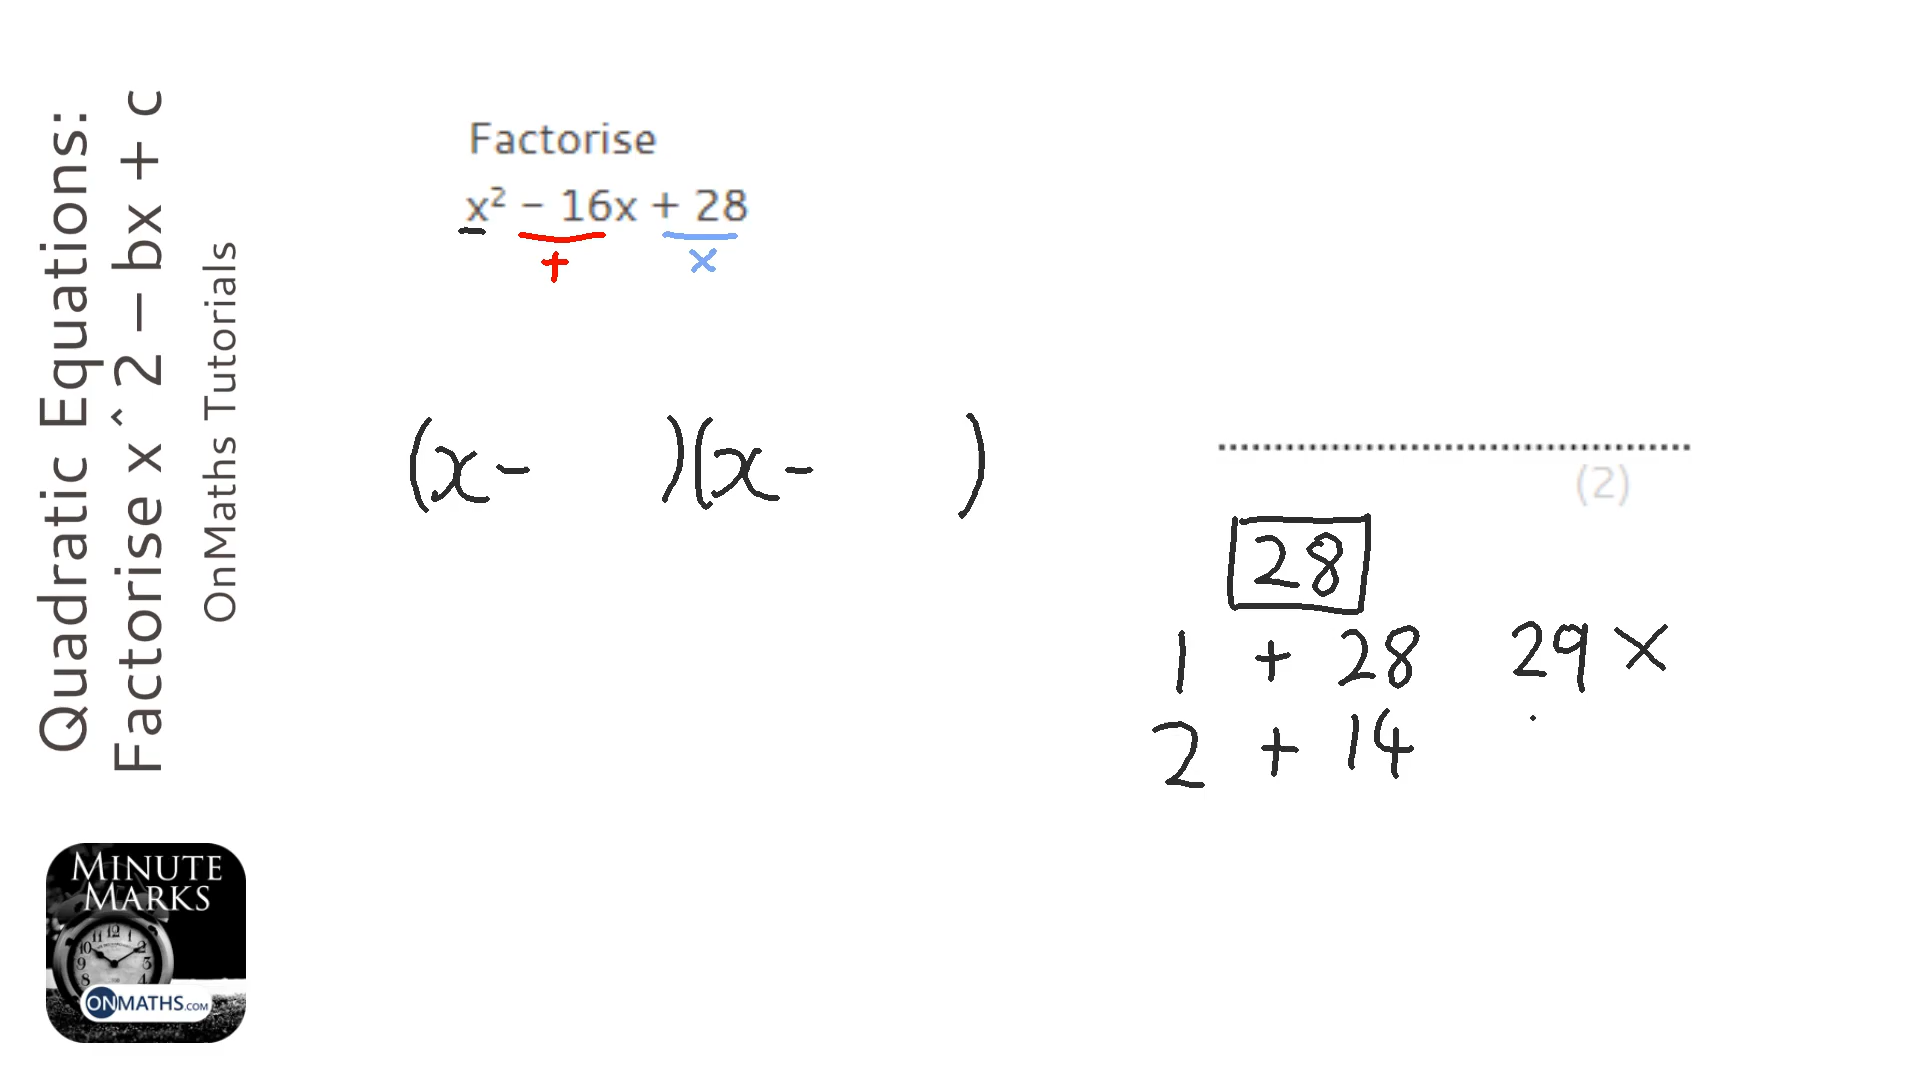 Quadratic Equations:
Factorise x^2 – bx + c
OnMaths Tutorials
Factorise
x² - 16x + 28
+ ×
(x- )(x- )
(2)
28
1 + 28 29 ×
2 + 14
MINUTE
MARKS
ONMATHS.COM